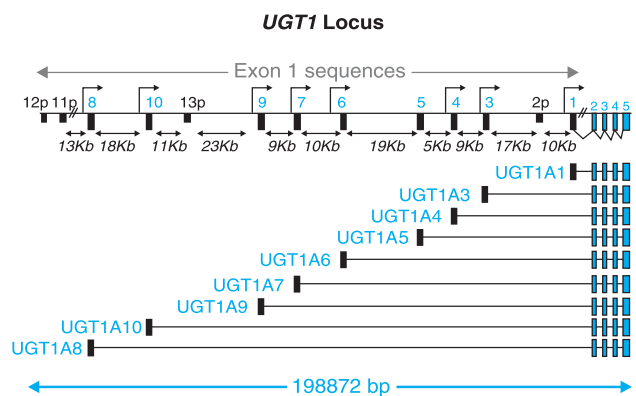 UGT1 Locus
Exon 1 sequences
12p 11p 8 10 13p 9 7 6 5 4 3 2p 1 2 3 4 5
13Kb 18Kb 11Kb 23Kb 9Kb 10Kb 19Kb 5Kb 9Kb 17Kb 10Kb
UGT1A1
UGT1A3
UGT1A4
UGT1A5
UGT1A6
UGT1A7
UGT1A9
UGT1A10
UGT1A8
198872 bp